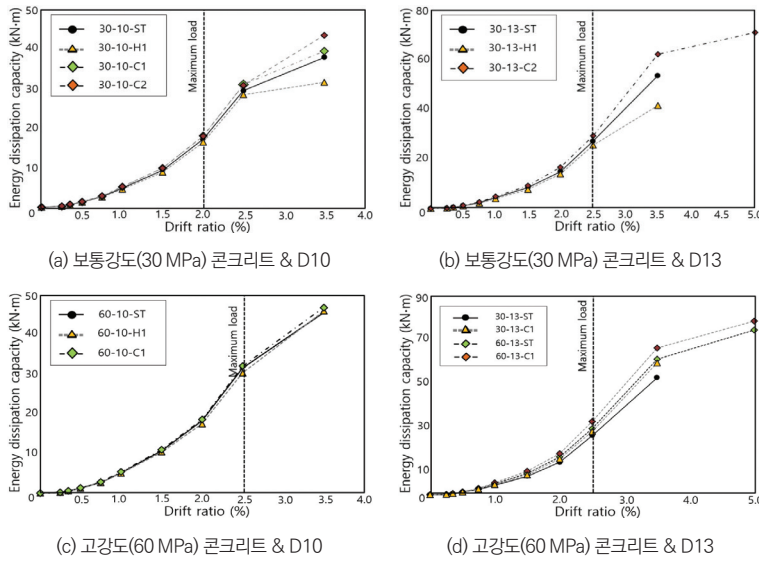 Energy dissipation capacity (kN·m)
50
40
30
20
10
0
30-10-ST
30-10-H1
30-10-C1
30-10-C2
Maximum load
0.5 1.0 1.5 2.0 2.5 3.0 3.5 4.0
Drift ratio (%)
(a) 보통강도(30 MPa) 콘크리트 & D10
Energy dissipation capacity (kN·m)
80
60
40
20
0
30-13-ST
30-13-H1
30-13-C2
Maximum load
0.5 1.0 1.5 2.0 2.5 3.0 3.5 4.0 5.0
Drift ratio (%)
(b) 보통강도(30 MPa) 콘크리트 & D13
Energy dissipation capacity (kN·m)
50
40
30
20
10
0
60-10-ST
60-10-H1
60-10-C1
Maximum load
0.5 1.0 1.5 2.0 2.5 3.0 3.5 4.0
Drift ratio (%)
(c) 고강도(60 MPa) 콘크리트 & D10
Energy dissipation capacity (kN·m)
90
70
50
30
10
0
30-13-ST
30-13-C1
60-13-ST
60-13-C1
Maximum load
1.0 2.0 2.5 3.0 3.5 4.0 5.0
Drift ratio (%)
(d) 고강도(60 MPa) 콘크리트 & D13